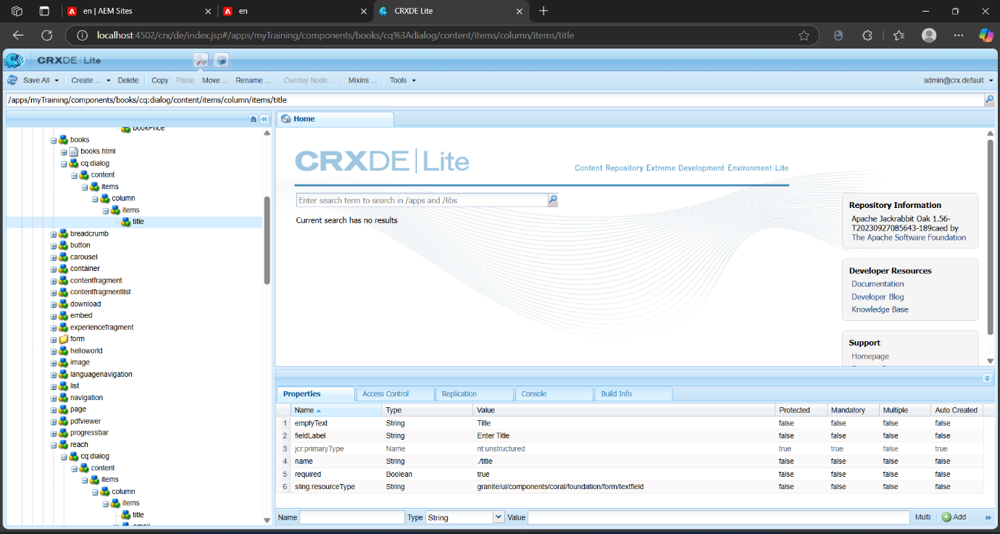 en | AEM Sites
en
CRXDE Lite
localhost:4502/crx/de/index.jsp#/apps/myTraining/components/books/cq%3Adialog/content/items/column/items/title
CRXDE | Lite
Save All
Create ...
Delete
Copy
Paste
Move ...
Rename ...
Overlay Node ...
Mixins ...
Tools
admin@crx.default
/apps/myTraining/components/books/cq:dialog/content/items/column/items/title
bookPrice
books
books.html
cq:dialog
content
items
column
items
title
breadcrumb
button
carousel
container
contentfragment
contentfragmentlist
download
embed
experiencefragment
form
helloworld
image
languagenavigation
list
navigation
page
pdfviewer
progressbar
reach
cq:dialog
content
items
column
items
title
email
Home
CRXDE | Lite
Content Repository Extreme Development Environment Lite
Enter search term to search in /apps and /libs
Current search has no results
Repository Information
Apache Jackrabbit Oak 1.56-
T20230927085643-189caed by
The Apache Software Foundation
Developer Resources
Documentation
Developer Blog
Knowledge Base
Support
Homepage
Properties
Access Control
Replication
Console
Build Info
Name Type Value Protected Mandatory Multiple Auto Created
1 emptyText String Title false false false false
2 fieldLabel String Enter Title false false false false
3 jcr:primaryType Name nt:unstructured true true false true
4 name String ./title false false false false
5 required Boolean true false false false false
6 sling:resourceType String granite/ui/components/coral/foundation/form/textfield false false false false
Name Type String Value Multi Add